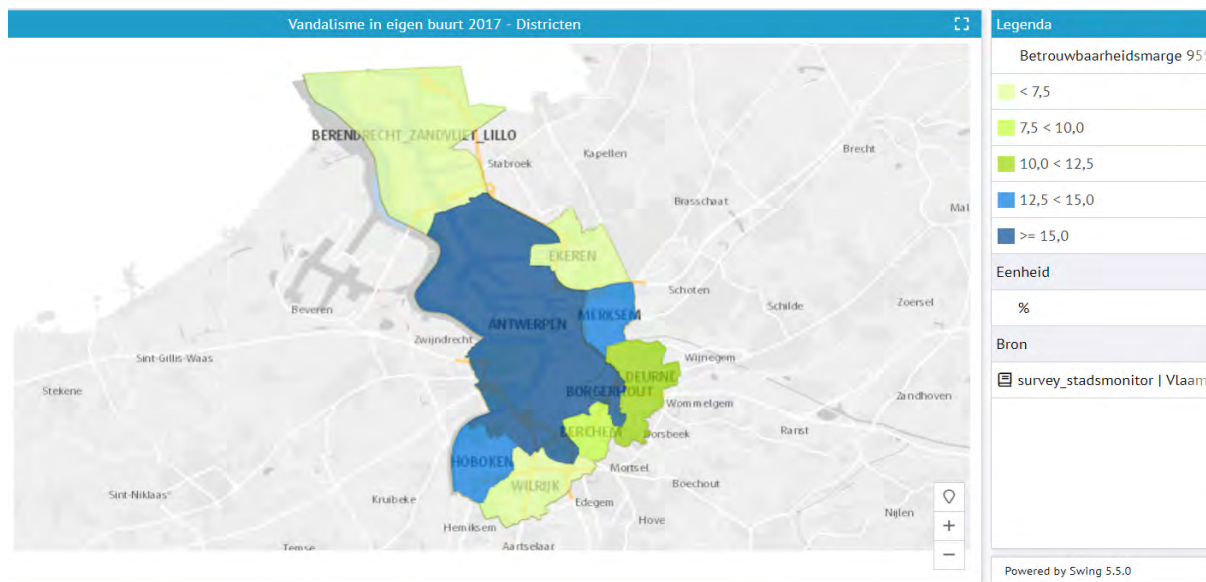 Vandalisme in eigen buurt 2017 - Districten
BERENDRECHT_ZANDVLIET_LILLO
Stabroek
Kapellen
Brecht
Brasschaat
Mal
EKEREN
Schoten
Schilde
Zoersel
Beveren
MERKSEM
ANTWERPEN
Zwijndrecht
Sint-Gillis-Waas
Wijnegem
Stekene
DEURNE
BORGERHOUT
Wommelgem
Zandhoven
BERCHEM
Borsbeek
Ranst
HOBOKEN
Mortsel
Boechout
WILRIJK
Sint-Niklaas
Kruibeke
Edegem
Nijlen
Hemiksem
Hove
Temse
Aartselaar
+
−
Legenda
Betrouwbaarheidsmarge 95
< 7,5
7,5 < 10,0
10,0 < 12,5
12,5 < 15,0
>= 15,0
Eenheid
%
Bron
survey_stadsmonitor | Vlaam
Powered by Swing 5.5.0